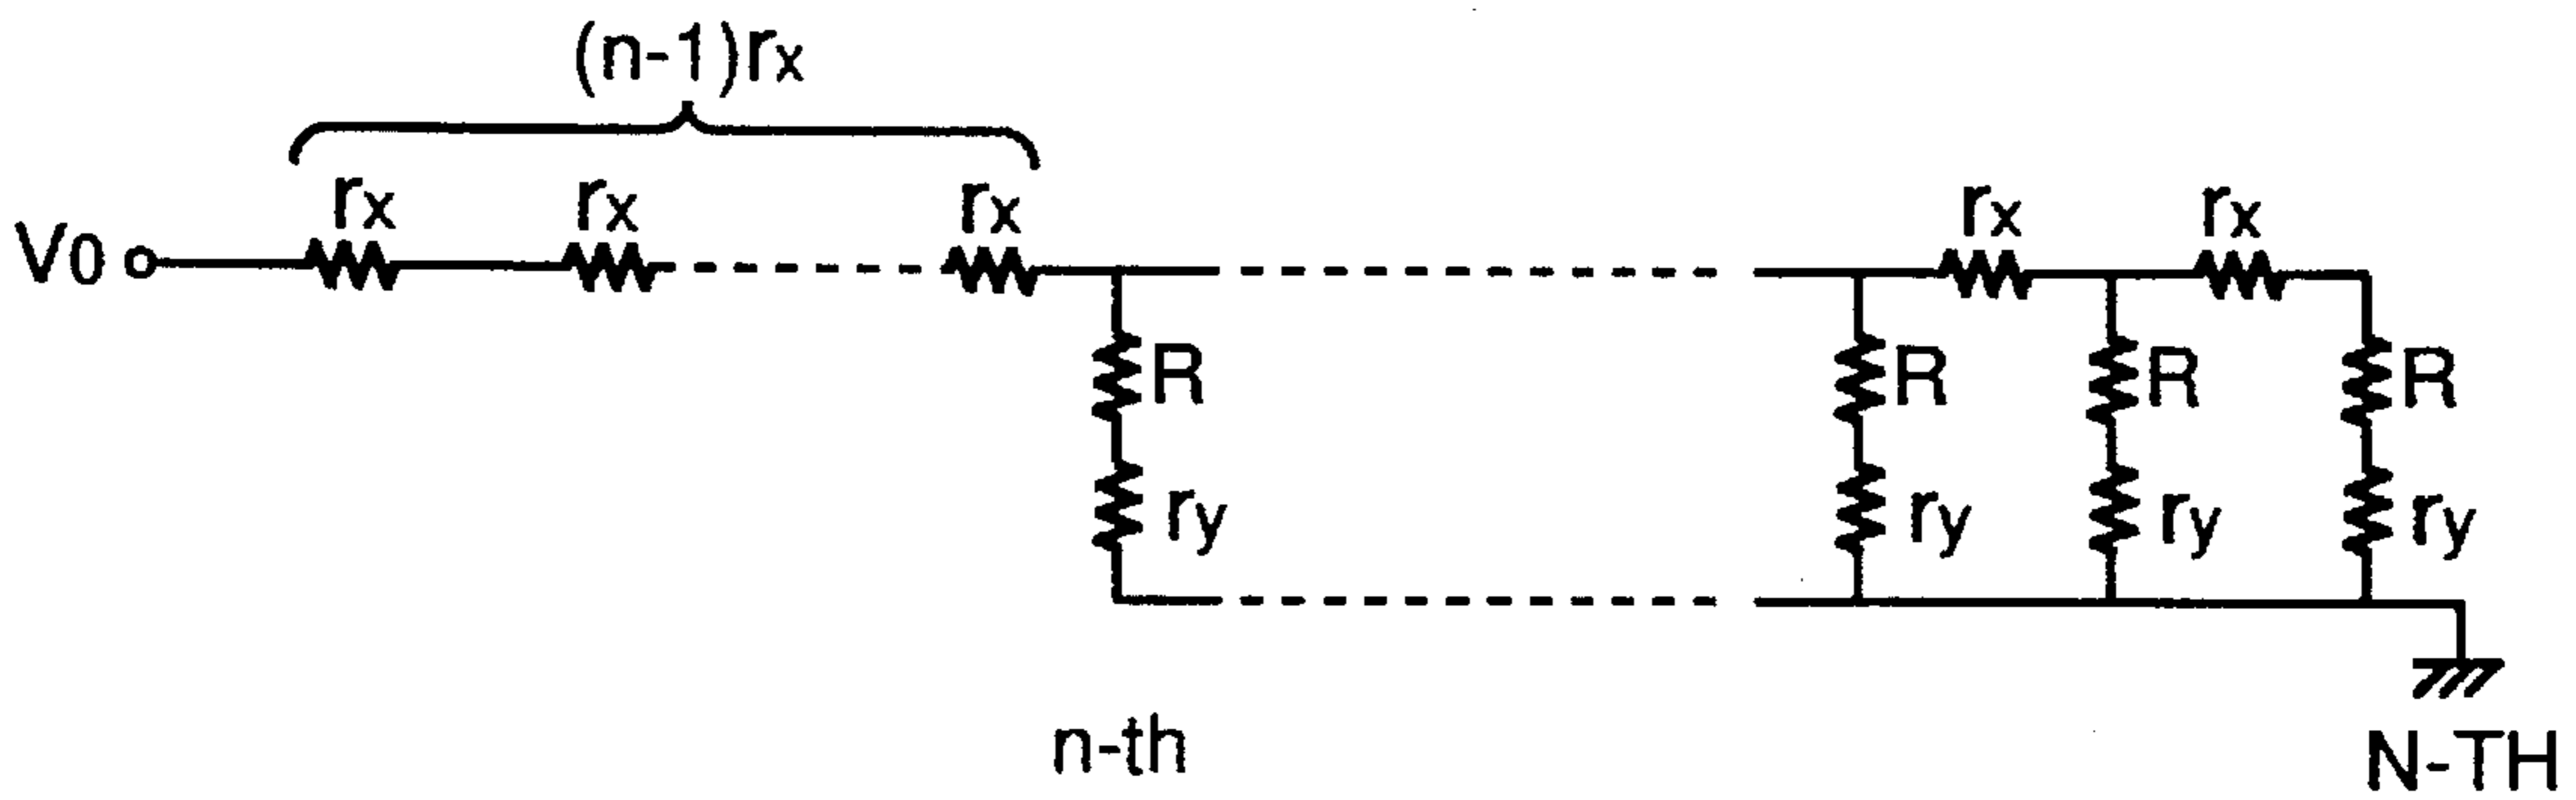 (n-1)rx
rx rx rx rx rx
V0
R R R R
ry ry ry ry
n-th N-TH